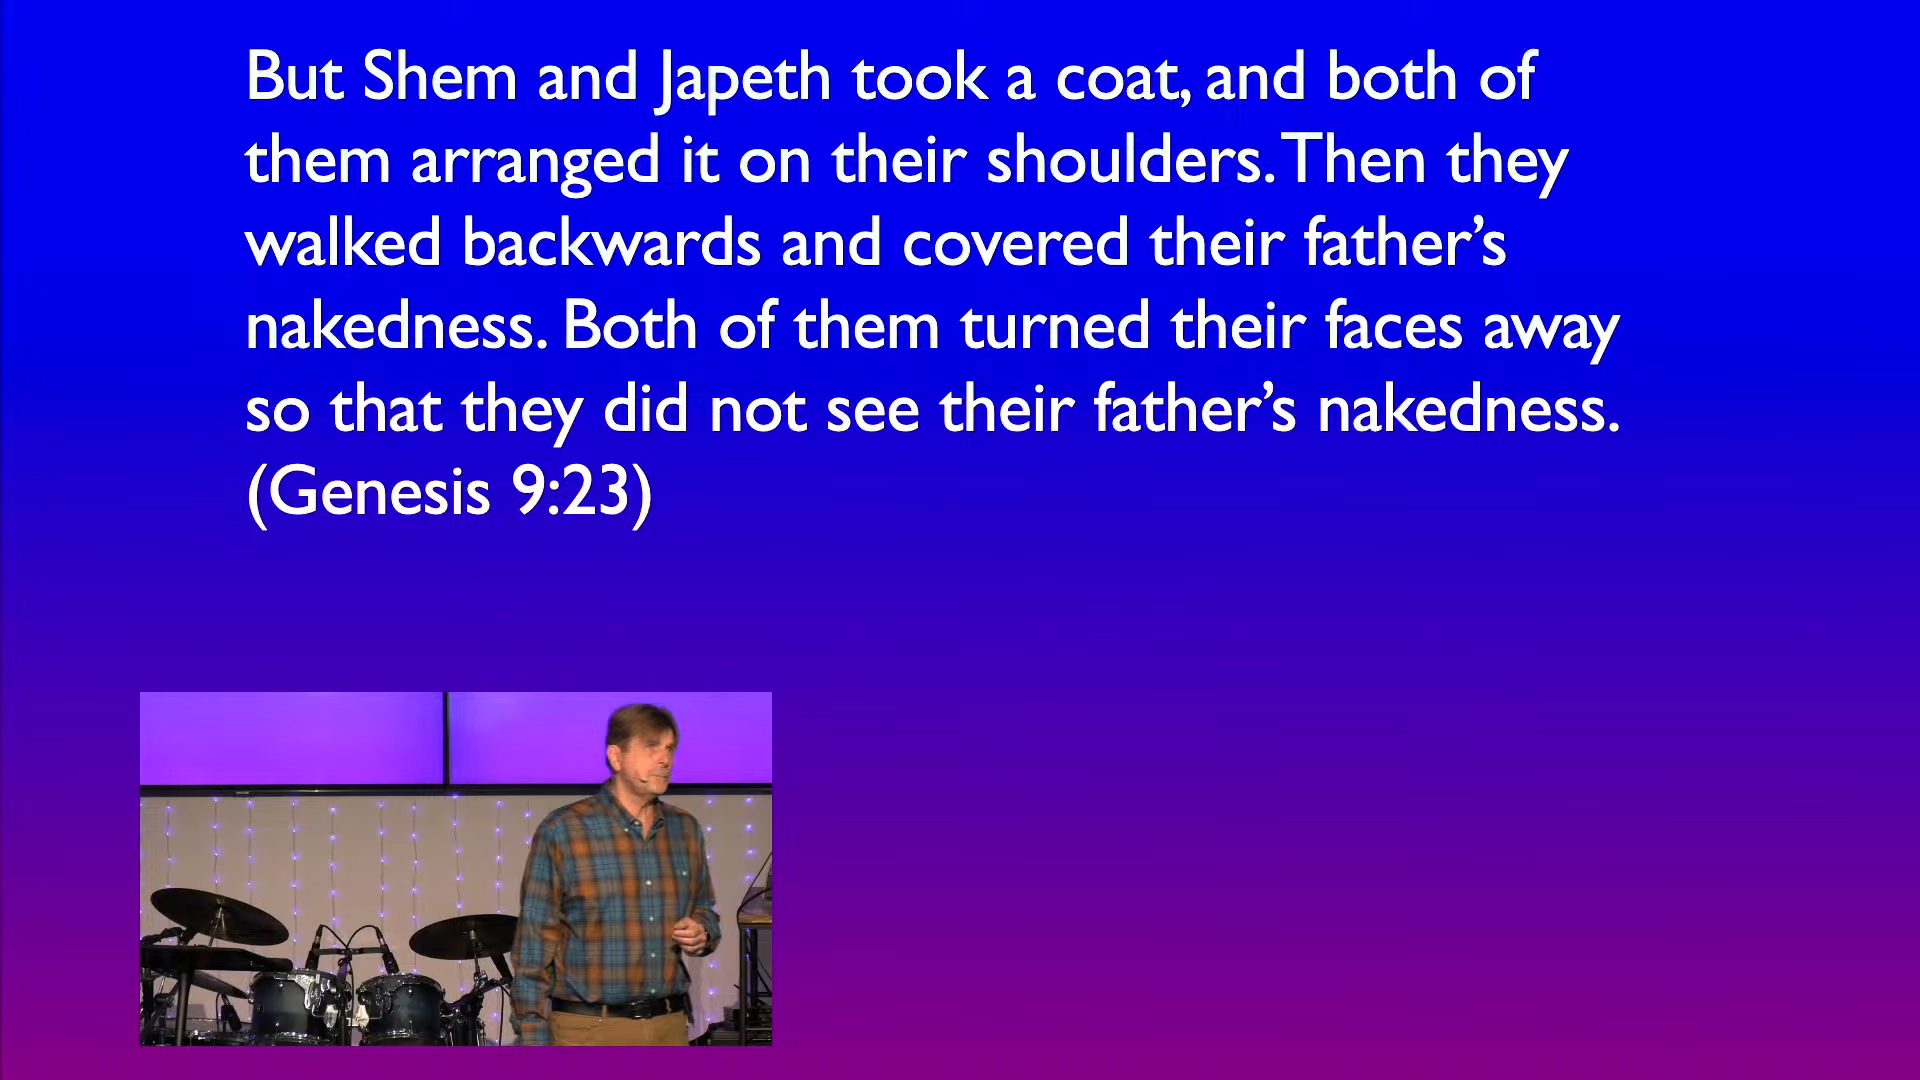 But Shem and Japeth took a coat, and both of
them arranged it on their shoulders. Then they
walked backwards and covered their father’s
nakedness. Both of them turned their faces away
so that they did not see their father’s nakedness.
(Genesis 9:23)